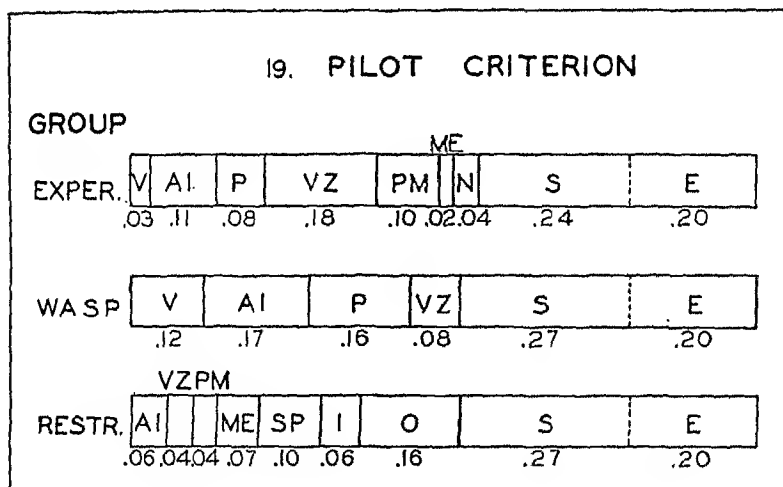 19. PILOT CRITERION
GROUP
ME
EXPER. V AI. P VZ PM N S E
.03 .11 .08 .18 .10 .02 .04 .24 .20
WASP V AI P VZ S E
.12 .17 .16 .08 .27 .20
VZ PM
RESTR. AI ME SP I O S E
.06 .04 .04 .07 .10 .06 .16 .27 .20